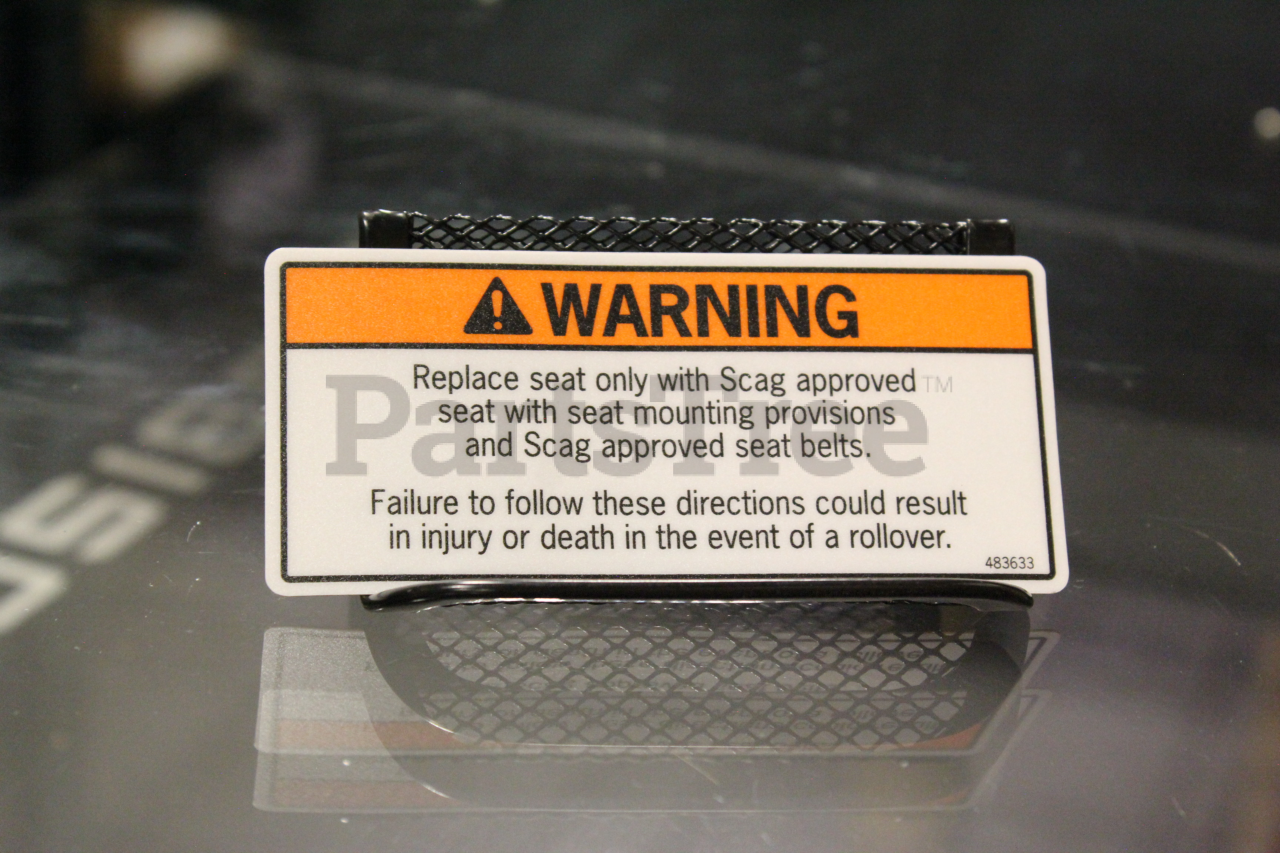 WARNING
Replace seat only with Scag approved
seat with seat mounting provisions
and Scag approved seat belts.
PartsTree™
Failure to follow these directions could result
in injury or death in the event of a rollover.
483633